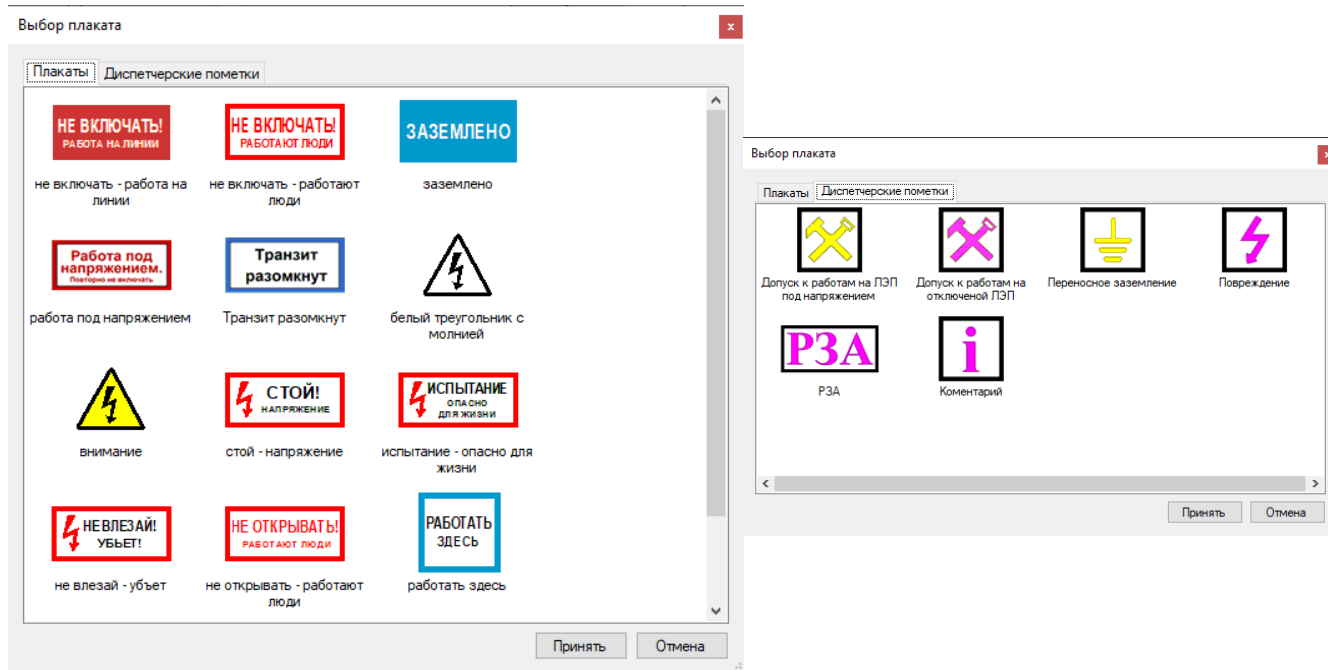 Выбор плаката
x
Плакаты
Диспетчерские пометки
НЕ ВКЛЮЧАТЬ!
РАБОТА НА ЛИНИИ
НЕ ВКЛЮЧАТЬ!
РАБОТАЮТ ЛЮДИ
ЗАЗЕМЛЕНО
не включать - работа на
линии
не включать - работают
люди
заземлено
Работа под
напряжением.
Повторно не включать
Транзит
разомкнут
работа под напряжением
Транзит разомкнут
белый треугольник с
молнией
СТОЙ!
НАПРЯЖЕНИЕ
ИСПЫТАНИЕ
ОПАСНО
ДЛЯ ЖИЗНИ
внимание
стой - напряжение
испытание - опасно для
жизни
НЕ ВЛЕЗАЙ!
УБЬЕТ!
НЕ ОТКРЫВАТЬ!
РАБОТАЮТ ЛЮДИ
РАБОТАТЬ
ЗДЕСЬ
не влезай - убъет
не открывать - работают
люди
работать здесь
Принять
Отмена
Выбор плаката
x
Плакаты
Диспетчерские пометки
Допуск к работам на ЛЭП
под напряжением
Допуск к работам на
отключеной ЛЭП
Переносное заземление
Повреждение
РЗА
i
РЗА
Коментарий
Принять
Отмена